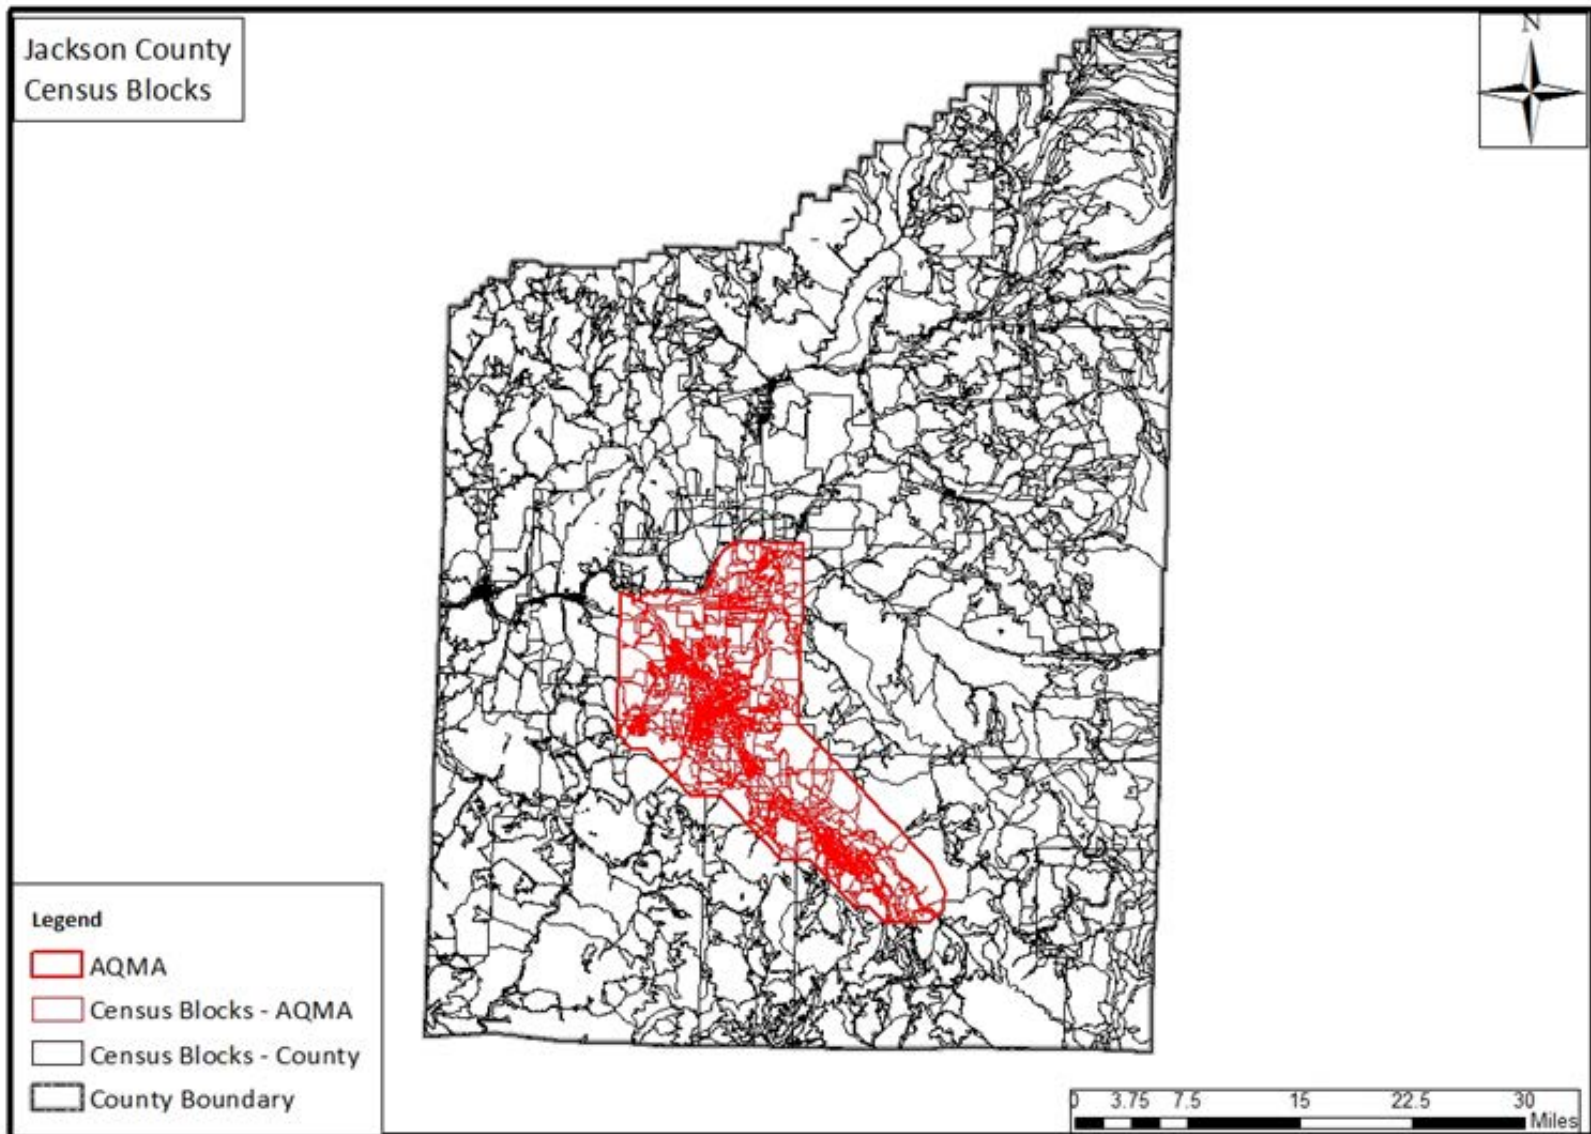 Jackson County
Census Blocks
N
Legend
AQMA
Census Blocks - AQMA
Census Blocks - County
County Boundary
0 3.75 7.5 15 22.5 30
Miles